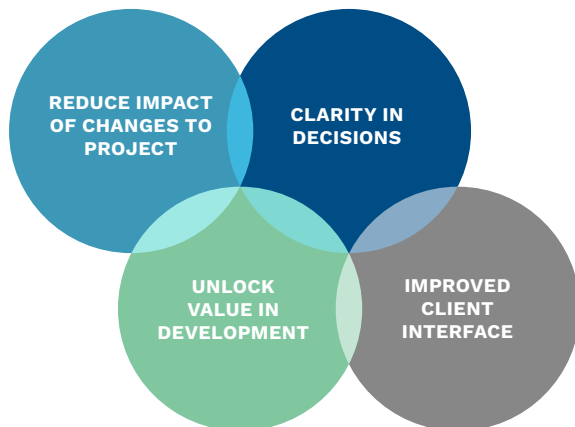 REDUCE IMPACT
OF CHANGES TO
PROJECT
CLARITY IN
DECISIONS
UNLOCK
VALUE IN
DEVELOPMENT
IMPROVED
CLIENT
INTERFACE